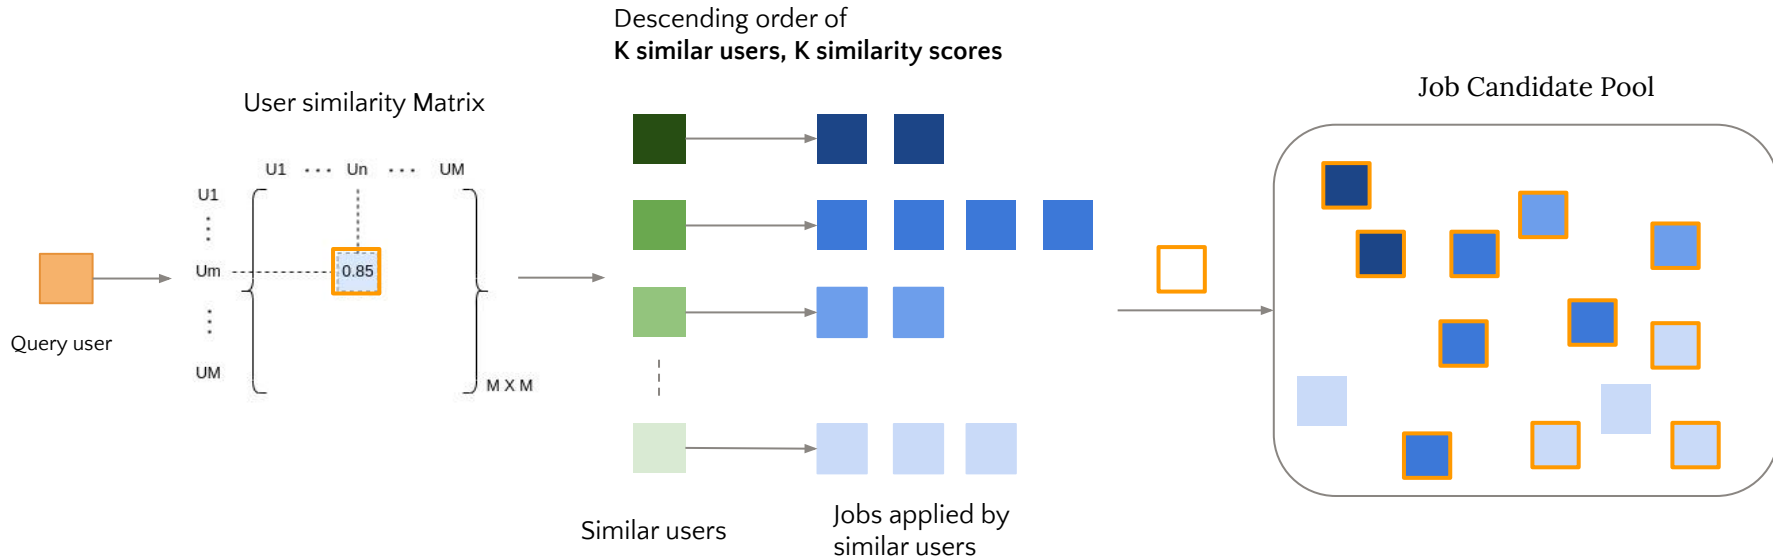 Descending order of
K similar users, K similarity scores
Job Candidate Pool
User similarity Matrix
U1 ··· Un ··· UM
U1
Um
0.85
UM
M X M
Query user
Similar users
Jobs applied by
similar users